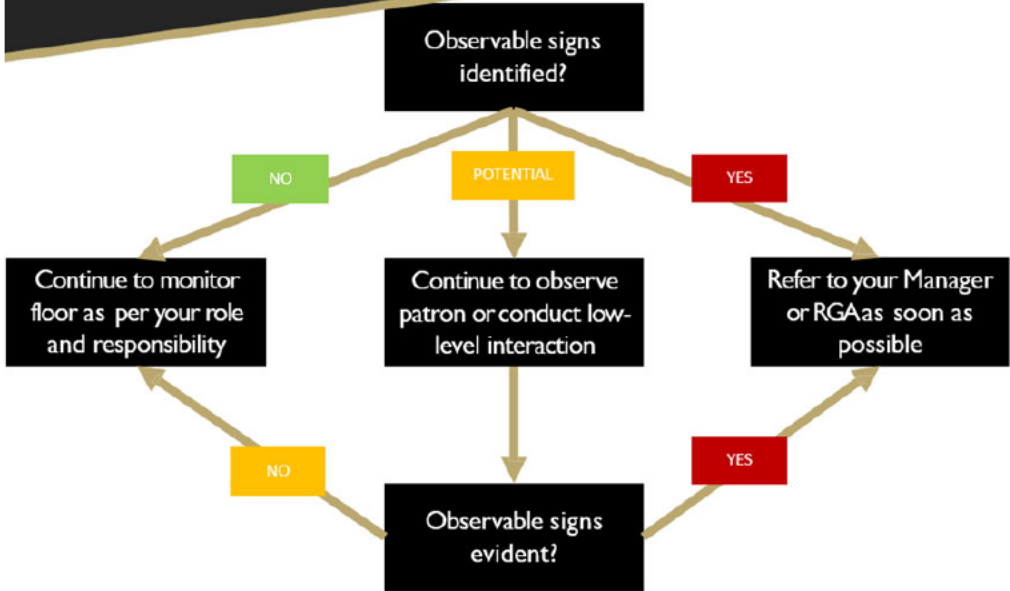 Observable signs
identified?
NO
POTENTIAL
YES
Continue to monitor
floor as per your role
and responsibility
Continue to observe
patron or conduct low-
level interaction
Refer to your Manager
or RGA as soon as
possible
NO
YES
Observable signs
evident?